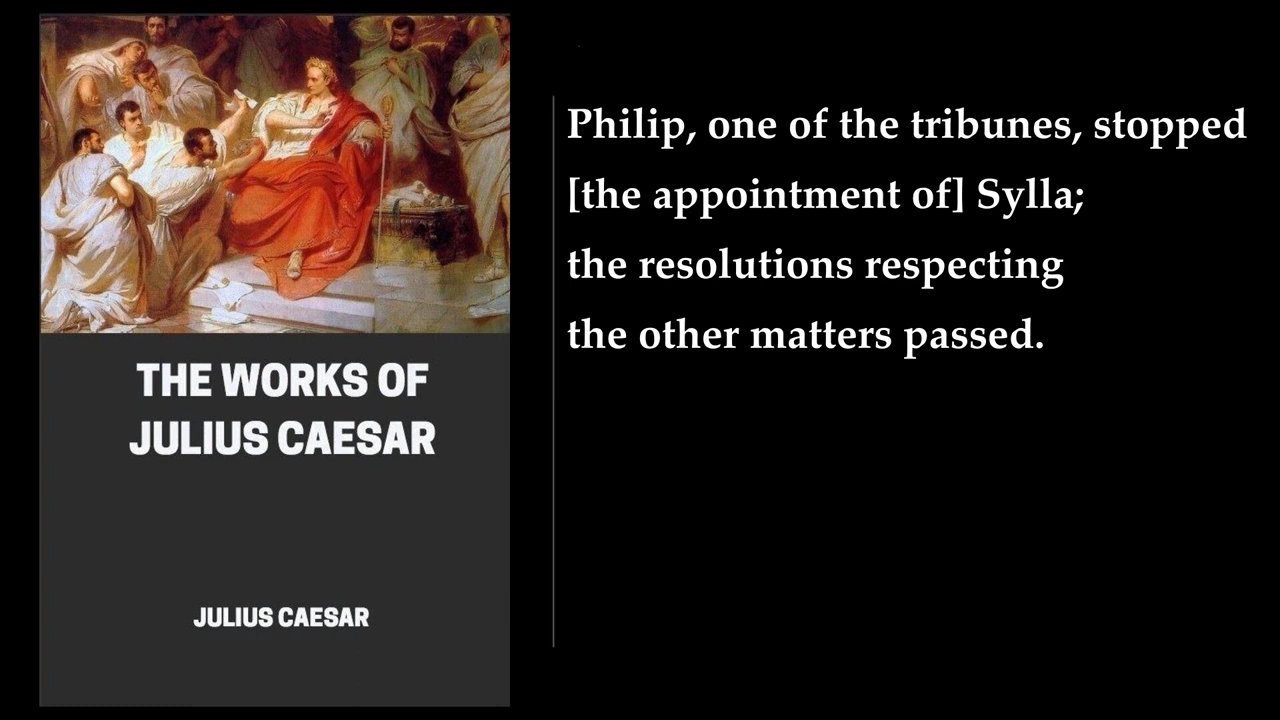 THE WORKS OF
JULIUS CAESAR
JULIUS CAESAR
Philip, one of the tribunes, stopped
[the appointment of] Sylla;
the resolutions respecting
the other matters passed.